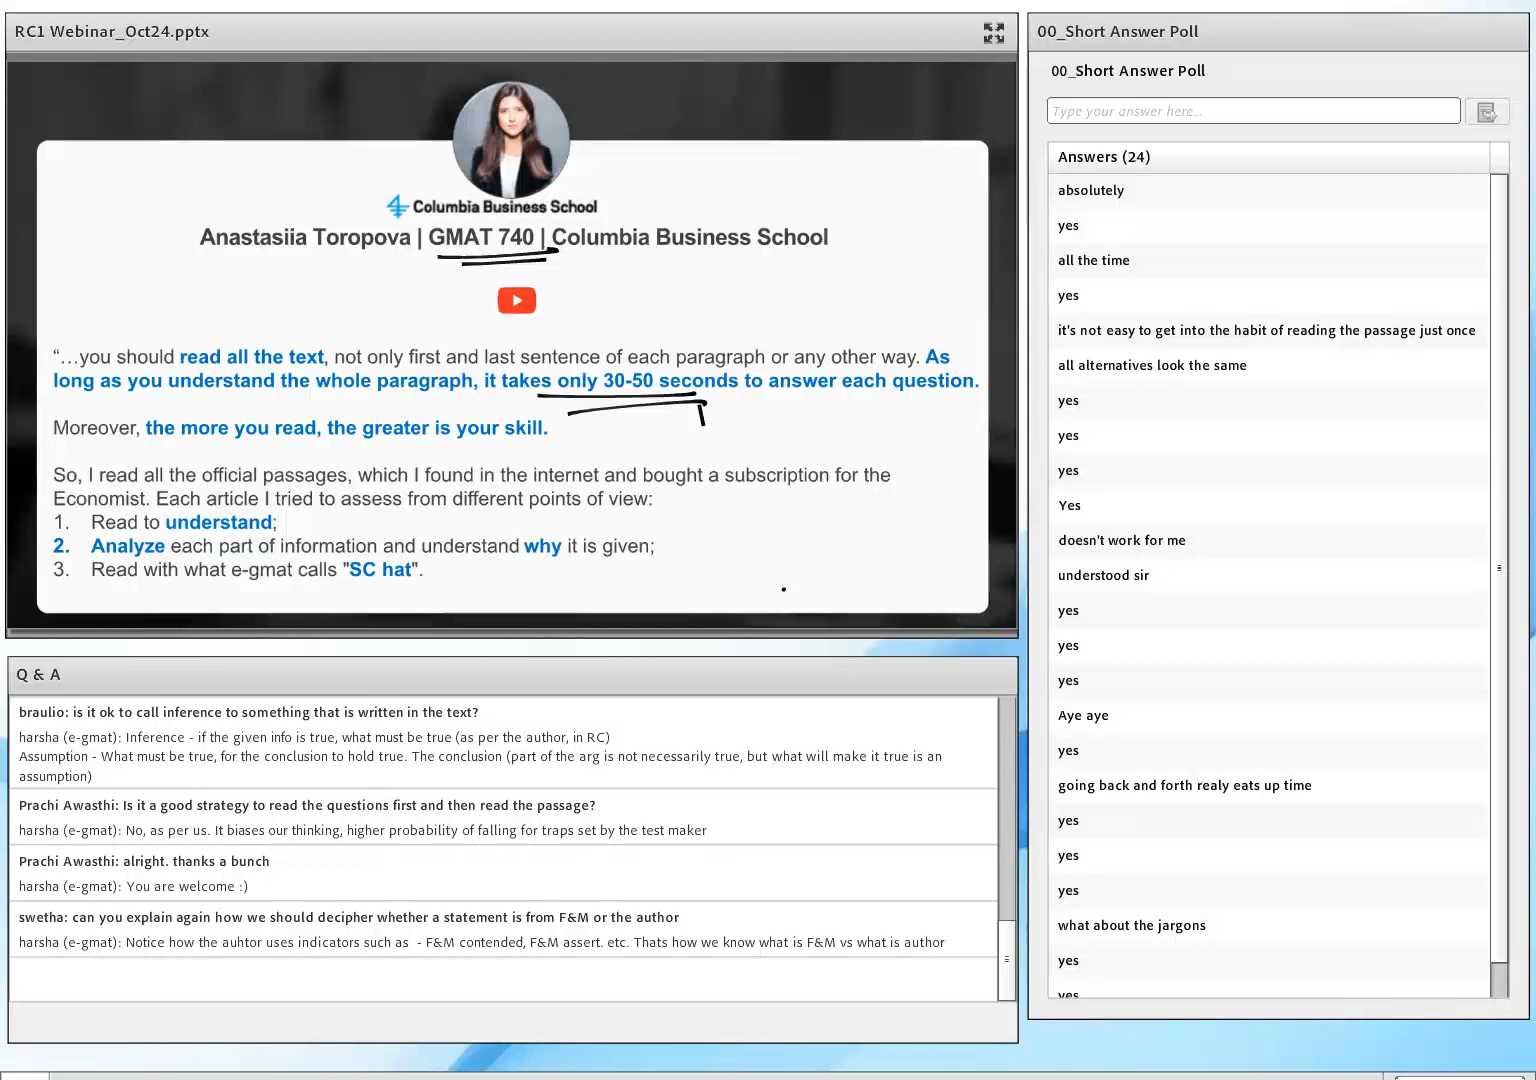 RC1 Webinar_Oct24.pptx
Columbia Business School
Anastasiia Toropova | GMAT 740 | Columbia Business School
“…you should read all the text, not only first and last sentence of each paragraph or any other way. As
long as you understand the whole paragraph, it takes only 30-50 seconds to answer each question.
Moreover, the more you read, the greater is your skill.
So, I read all the official passages, which I found in the internet and bought a subscription for the
Economist. Each article I tried to assess from different points of view:
1. Read to understand;
2. Analyze each part of information and understand why it is given;
3. Read with what e-gmat calls "SC hat".
Q & A
braulio: is it ok to call inference to something that is written in the text?
harsha (e-gmat): Inference - if the given info is true, what must be true (as per the author, in RC)
Assumption - What must be true, for the conclusion to hold true. The conclusion (part of the arg is not necessarily true, but what will make it true is an
assumption)
Prachi Awasthi: Is it a good strategy to read the questions first and then read the passage?
harsha (e-gmat): No, as per us. It biases our thinking, higher probability of falling for traps set by the test maker
Prachi Awasthi: alright. thanks a bunch
harsha (e-gmat): You are welcome :)
swetha: can you explain again how we should decipher whether a statement is from F&M or the author
harsha (e-gmat): Notice how the auhtor uses indicators such as  - F&M contended, F&M assert. etc. Thats how we know what is F&M vs what is author
00_Short Answer Poll
00_Short Answer Poll
Type your answer here...
Answers (24)
absolutely
yes
all the time
yes
it's not easy to get into the habit of reading the passage just once
all alternatives look the same
yes
yes
yes
Yes
doesn't work for me
understood sir
yes
yes
yes
Aye aye
yes
going back and forth realy eats up time
yes
yes
yes
what about the jargons
yes
yes